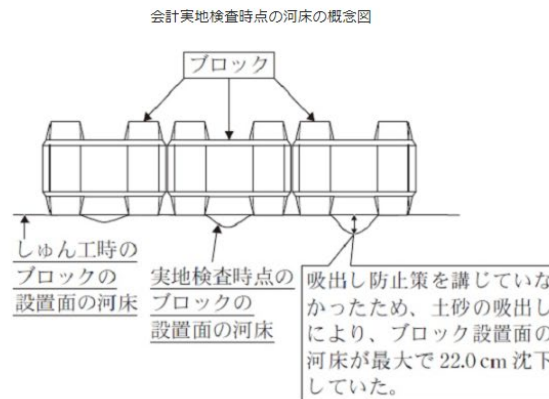 会計実地検査時点の河床の概念図
ブロック
しゅん工時の
ブロックの
設置面の河床
実地検査時点の
ブロックの
設置面の河床
吸出し防止策を講じていな
かったため、土砂の吸出し
により、ブロック設置面の
河床が最大で 22.0 cm 沈下
していた。